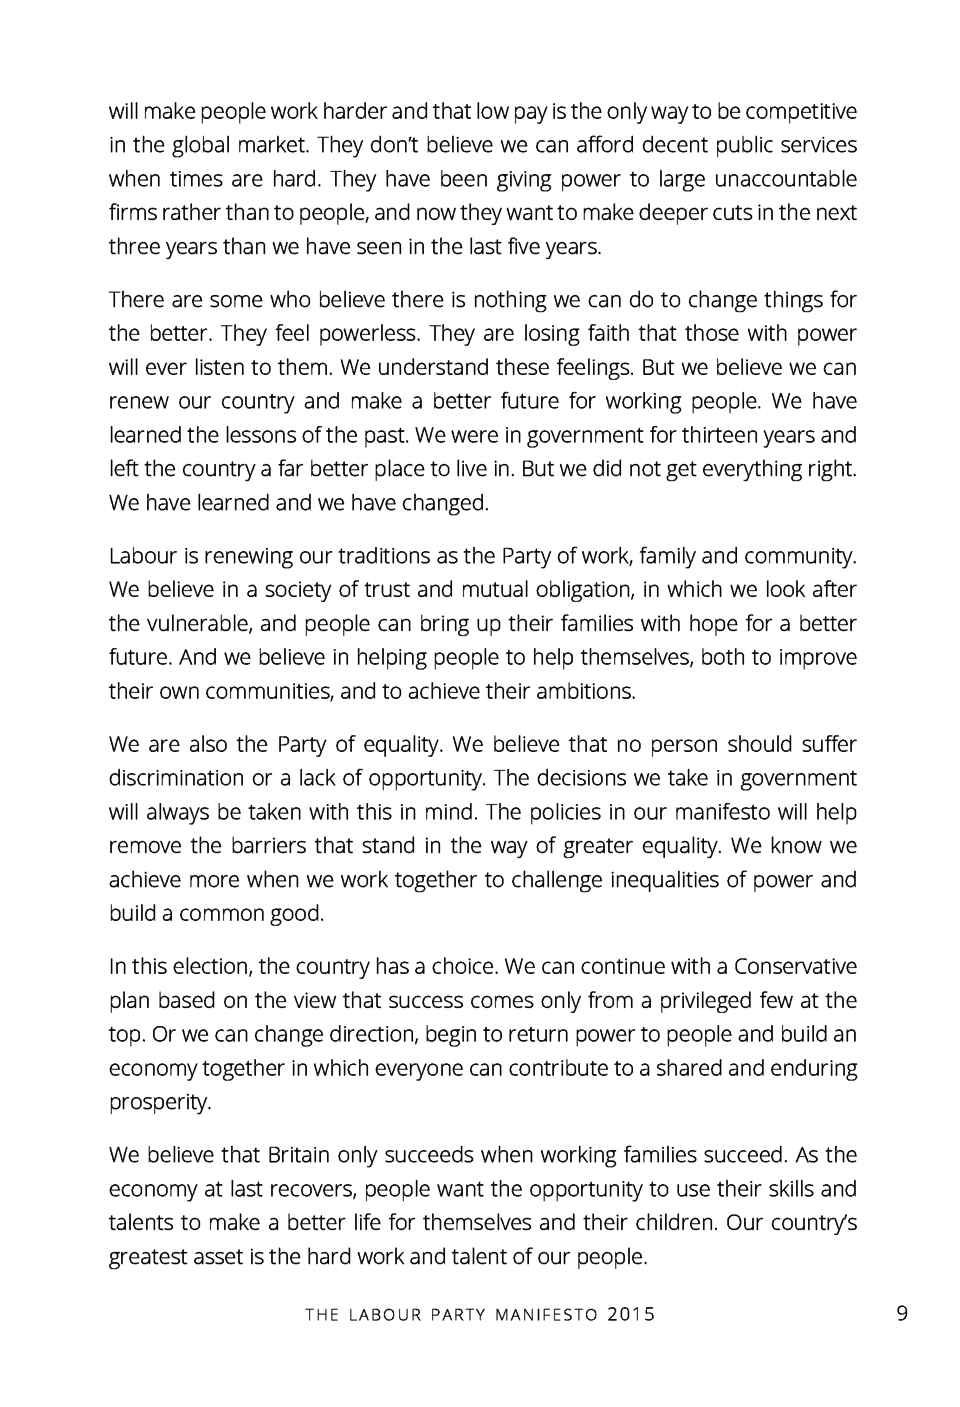 will make people work harder and that low pay is the only way to be competitive
in the global market. They don’t believe we can afford decent public services
when times are hard. They have been giving power to large unaccountable
firms rather than to people, and now they want to make deeper cuts in the next
three years than we have seen in the last five years.
There are some who believe there is nothing we can do to change things for
the better. They feel powerless. They are losing faith that those with power
will ever listen to them. We understand these feelings. But we believe we can
renew our country and make a better future for working people. We have
learned the lessons of the past. We were in government for thirteen years and
left the country a far better place to live in. But we did not get everything right.
We have learned and we have changed.
Labour is renewing our traditions as the Party of work, family and community.
We believe in a society of trust and mutual obligation, in which we look after
the vulnerable, and people can bring up their families with hope for a better
future. And we believe in helping people to help themselves, both to improve
their own communities, and to achieve their ambitions.
We are also the Party of equality. We believe that no person should suffer
discrimination or a lack of opportunity. The decisions we take in government
will always be taken with this in mind. The policies in our manifesto will help
remove the barriers that stand in the way of greater equality. We know we
achieve more when we work together to challenge inequalities of power and
build a common good.
In this election, the country has a choice. We can continue with a Conservative
plan based on the view that success comes only from a privileged few at the
top. Or we can change direction, begin to return power to people and build an
economy together in which everyone can contribute to a shared and enduring
prosperity.
We believe that Britain only succeeds when working families succeed. As the
economy at last recovers, people want the opportunity to use their skills and
talents to make a better life for themselves and their children. Our country’s
greatest asset is the hard work and talent of our people.
THE LABOUR PARTY MANIFESTO 2015 9